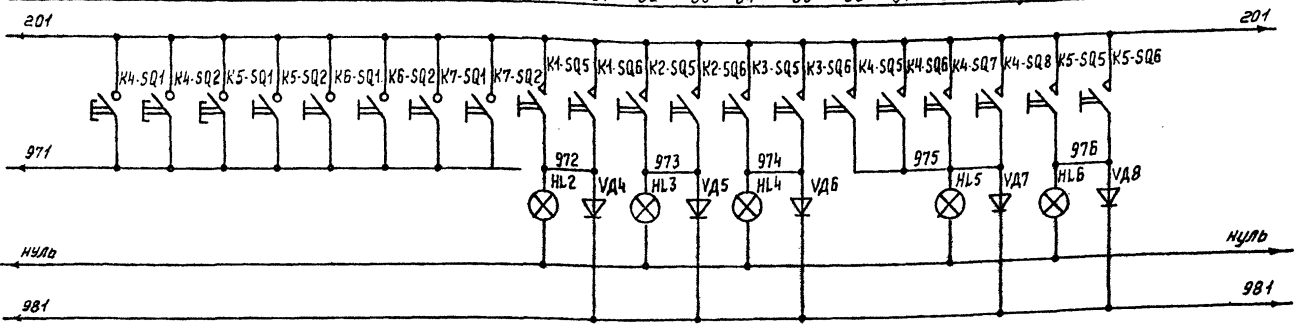 201 201
К4-SQ1 К4-SQ2 К5-SQ1 К5-SQ2 К6-SQ1 К6-SQ2 К7-SQ1 К7-SQ2 К1-SQ5 К1-SQ6 К2-SQ5 К2-SQ6 К3-SQ5 К3-SQ6 К4-SQ5 К4-SQ6 К4-SQ7 К4-SQ8 К5-SQ5 К5-SQ6
971 972 973 974 975 976
HL2 VД4 HL3 VД5 HL4 VД6 HL5 VД7 HL6 VД8
нуль нуль
981 981